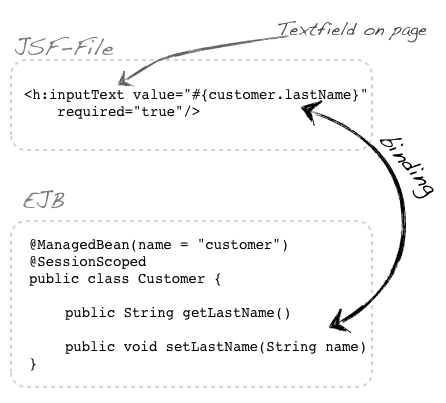 Textfield on page
JSF-File
<h:inputText value="#{customer.lastName}"
required="true"/>
binding
EJB
@ManagedBean(name = "customer")
@SessionScoped
public class Customer {
public String getLastName()
public void setLastName(String name)
}